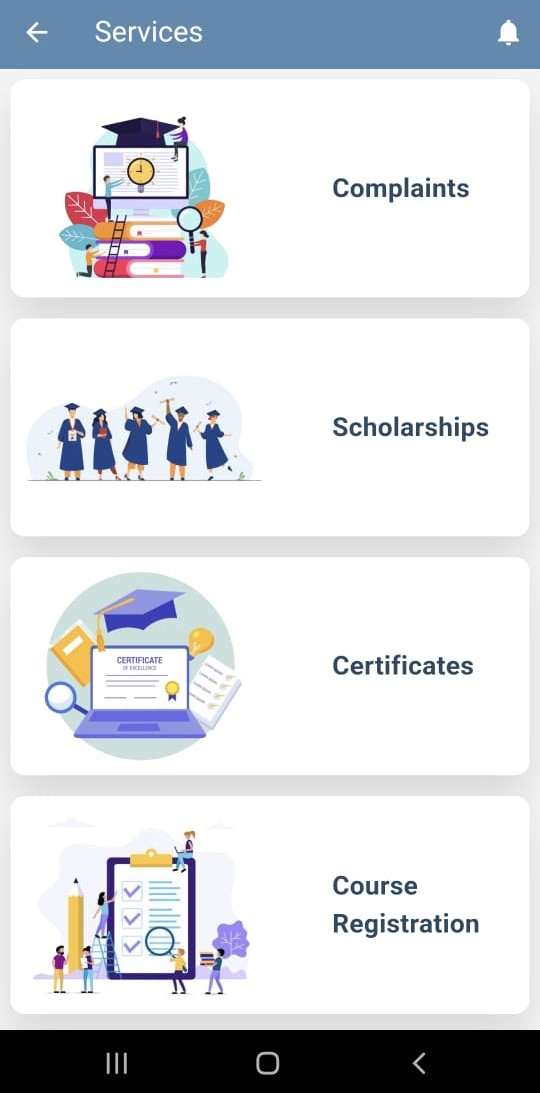 Services
Complaints
Scholarships
CERTIFICATE
OF EXCELLENCE
Certificates
Course
Registration